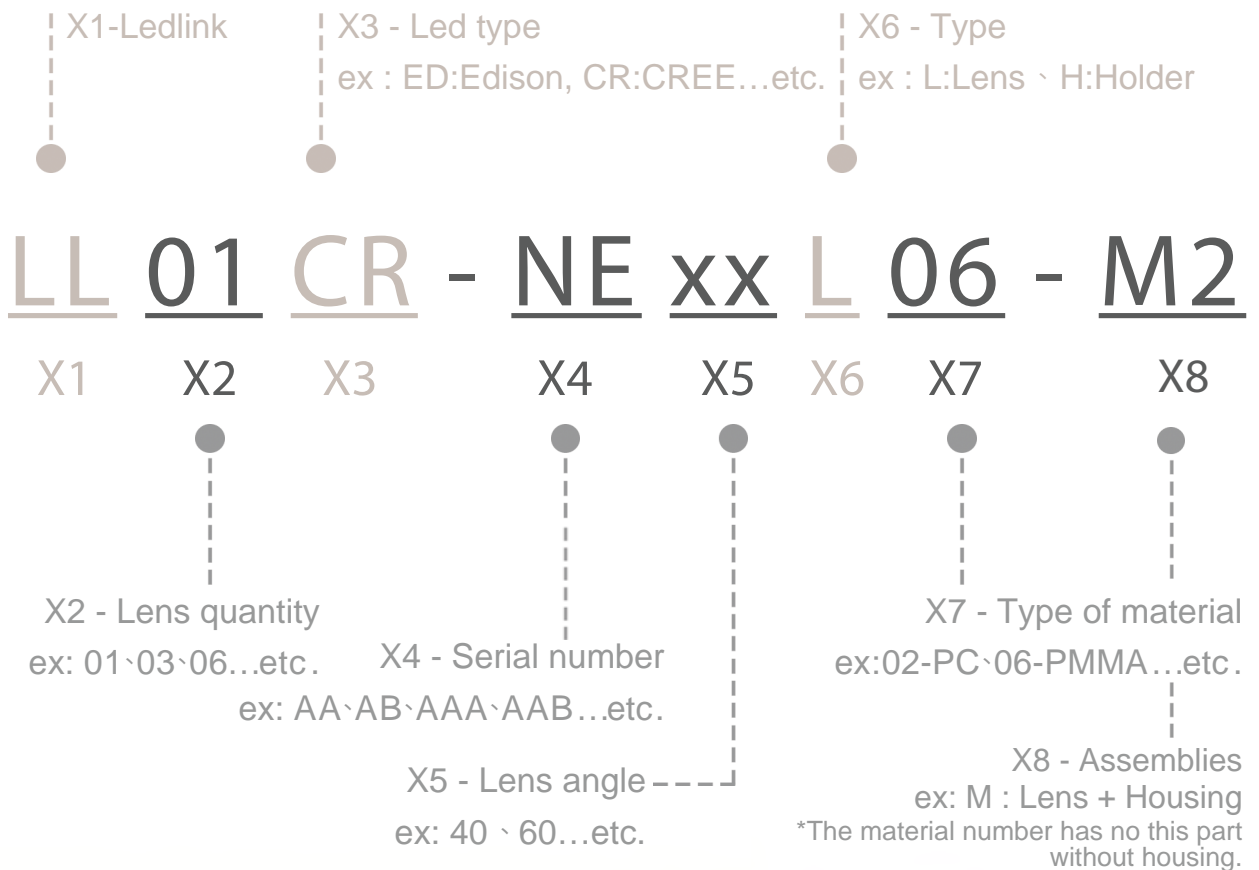 X1-Ledlink
X3 - Led type
ex : ED:Edison, CR:CREE…etc.
X6 - Type
ex : L:Lens、H:Holder
LL 01 CR - NE xx L 06 - M2
X1 X2 X3 X4 X5 X6 X7 X8
X2 - Lens quantity
ex: 01、03、06…etc.
X4 - Serial number
ex: AA、AB、AAA、AAB…etc.
X5 - Lens angle
ex: 40、60…etc.
X7 - Type of material
ex:02-PC、06-PMMA…etc.
X8 - Assemblies
ex: M : Lens + Housing
*The material number has no this part
without housing.